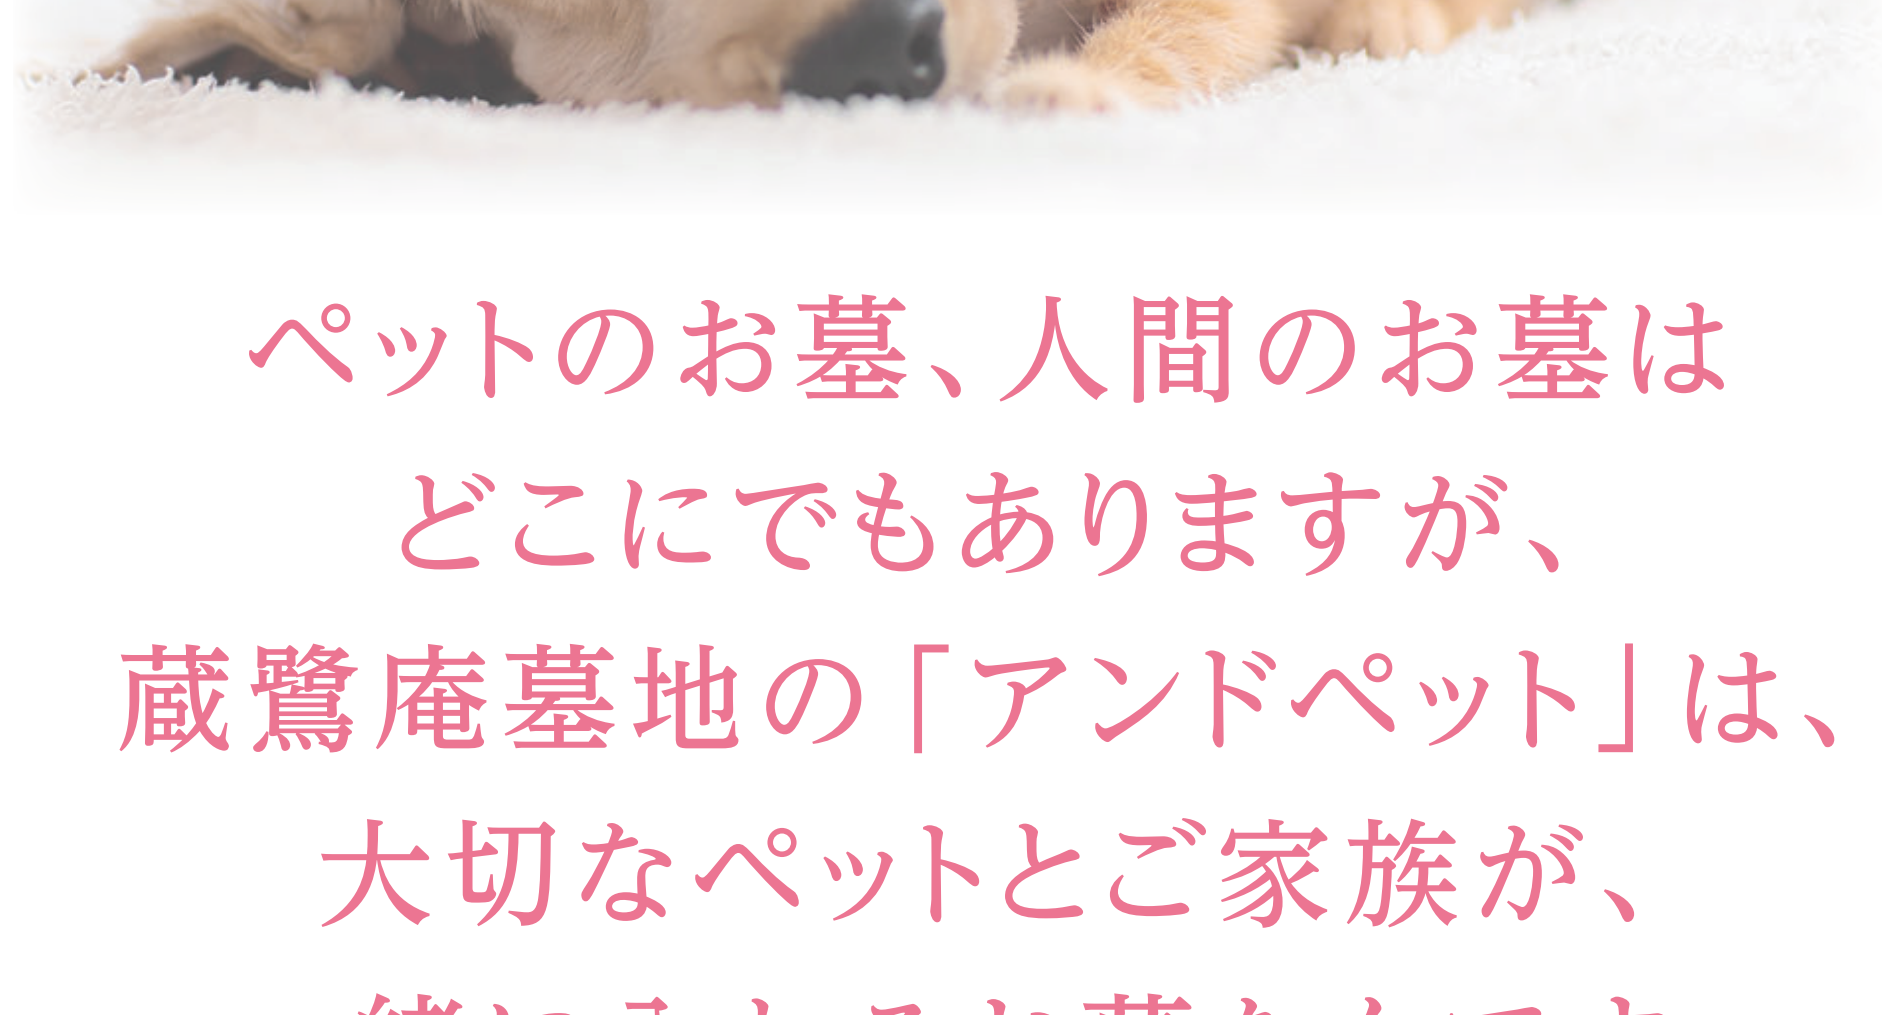 ペットのお墓、人間のお墓は
どこにでもありますが、
蔵鷺庵墓地の「アンドペット」は、
大切なペットとご家族が、